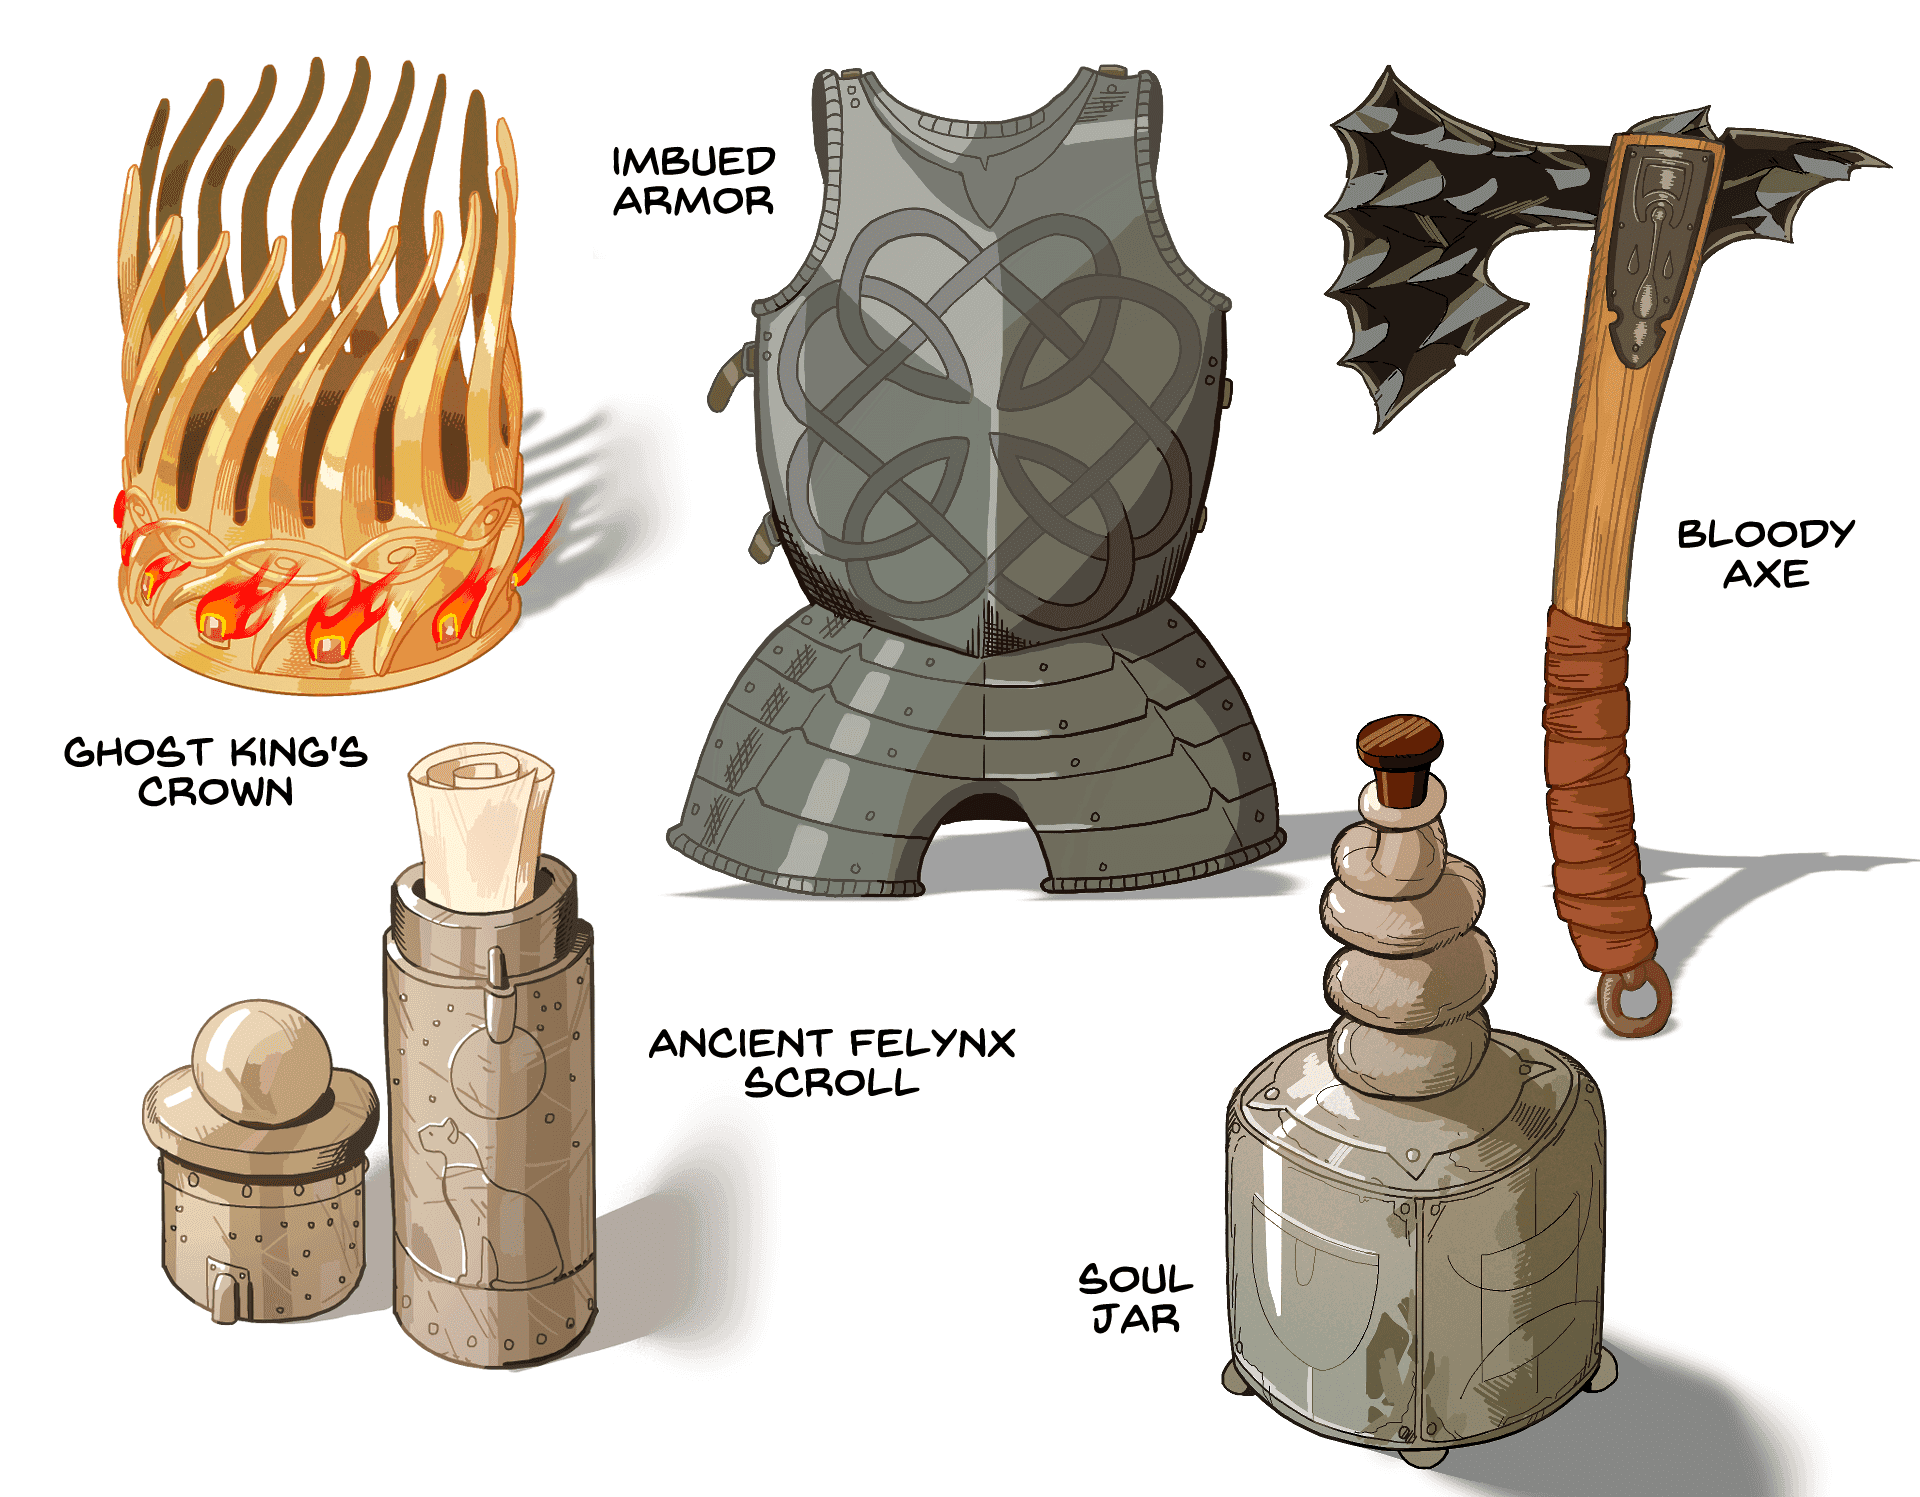 IMBUED
ARMOR
BLOODY
AXE
GHOST KING'S
CROWN
ANCIENT FELYNX
SCROLL
SOUL
JAR